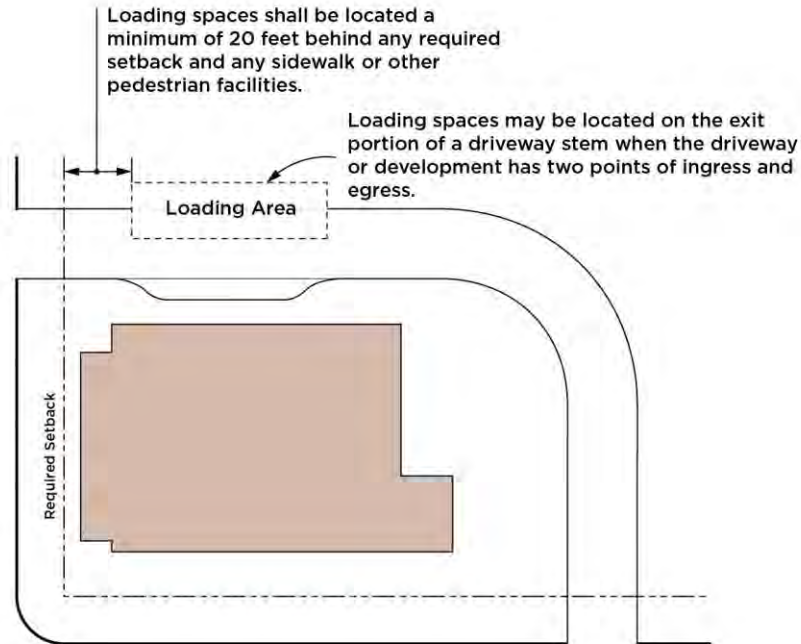 Loading spaces shall be located a
minimum of 20 feet behind any required
setback and any sidewalk or other
pedestrian facilities.
Loading spaces may be located on the exit
portion of a driveway stem when the driveway
or development has two points of ingress and
egress.
Loading Area
Required Setback